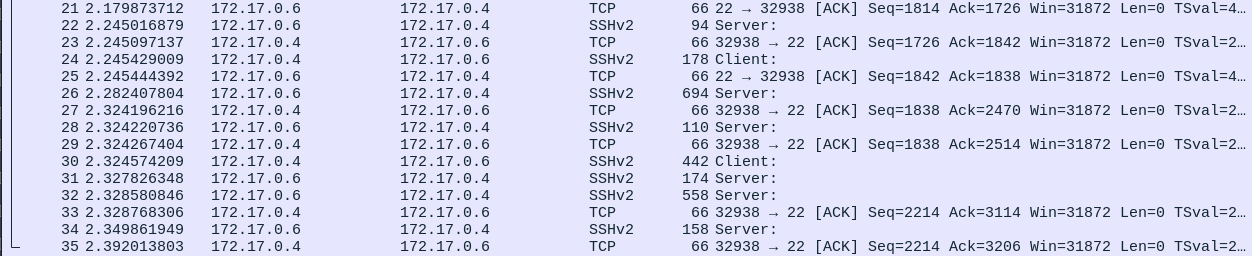 21 2.179873712 172.17.0.6 172.17.0.4 TCP 66 22 → 32938 [ACK] Seq=1814 Ack=1726 Win=31872 Len=0 TSval=4…
22 2.245016879 172.17.0.6 172.17.0.4 SSHv2 94 Server:
23 2.245097137 172.17.0.4 172.17.0.6 TCP 66 32938 → 22 [ACK] Seq=1726 Ack=1842 Win=31872 Len=0 TSval=2…
24 2.245429009 172.17.0.4 172.17.0.6 SSHv2 178 Client:
25 2.245444392 172.17.0.6 172.17.0.4 TCP 66 22 → 32938 [ACK] Seq=1842 Ack=1838 Win=31872 Len=0 TSval=4…
26 2.282407804 172.17.0.6 172.17.0.4 SSHv2 694 Server:
27 2.324196216 172.17.0.4 172.17.0.6 TCP 66 32938 → 22 [ACK] Seq=1838 Ack=2470 Win=31872 Len=0 TSval=2…
28 2.324220736 172.17.0.6 172.17.0.4 SSHv2 110 Server:
29 2.324267404 172.17.0.4 172.17.0.6 TCP 66 32938 → 22 [ACK] Seq=1838 Ack=2514 Win=31872 Len=0 TSval=2…
30 2.324574209 172.17.0.4 172.17.0.6 SSHv2 442 Client:
31 2.327826348 172.17.0.6 172.17.0.4 SSHv2 174 Server:
32 2.328580846 172.17.0.6 172.17.0.4 SSHv2 558 Server:
33 2.328768306 172.17.0.4 172.17.0.6 TCP 66 32938 → 22 [ACK] Seq=2214 Ack=3114 Win=31872 Len=0 TSval=2…
34 2.349861949 172.17.0.6 172.17.0.4 SSHv2 158 Server:
35 2.392013803 172.17.0.4 172.17.0.6 TCP 66 32938 → 22 [ACK] Seq=2214 Ack=3206 Win=31872 Len=0 TSval=2…